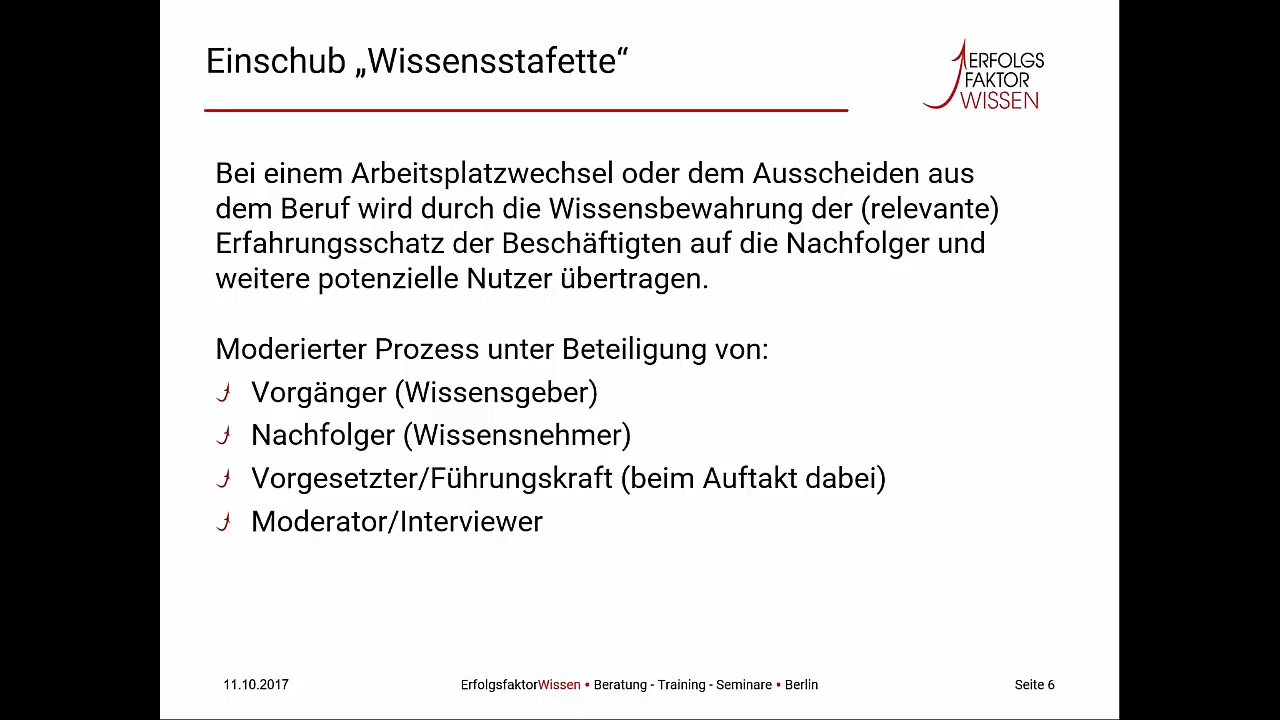 Einschub „Wissensstafette“
ERFOLGS
FAKTOR
WISSEN
Bei einem Arbeitsplatzwechsel oder dem Ausscheiden aus
dem Beruf wird durch die Wissensbewahrung der (relevante)
Erfahrungsschatz der Beschäftigten auf die Nachfolger und
weitere potenzielle Nutzer übertragen.
Moderierter Prozess unter Beteiligung von:
Vorgänger (Wissensgeber)
Nachfolger (Wissensnehmer)
Vorgesetzter/Führungskraft (beim Auftakt dabei)
Moderator/Interviewer
11.10.2017 ErfolgsfaktorWissen • Beratung - Training - Seminare • Berlin Seite 6